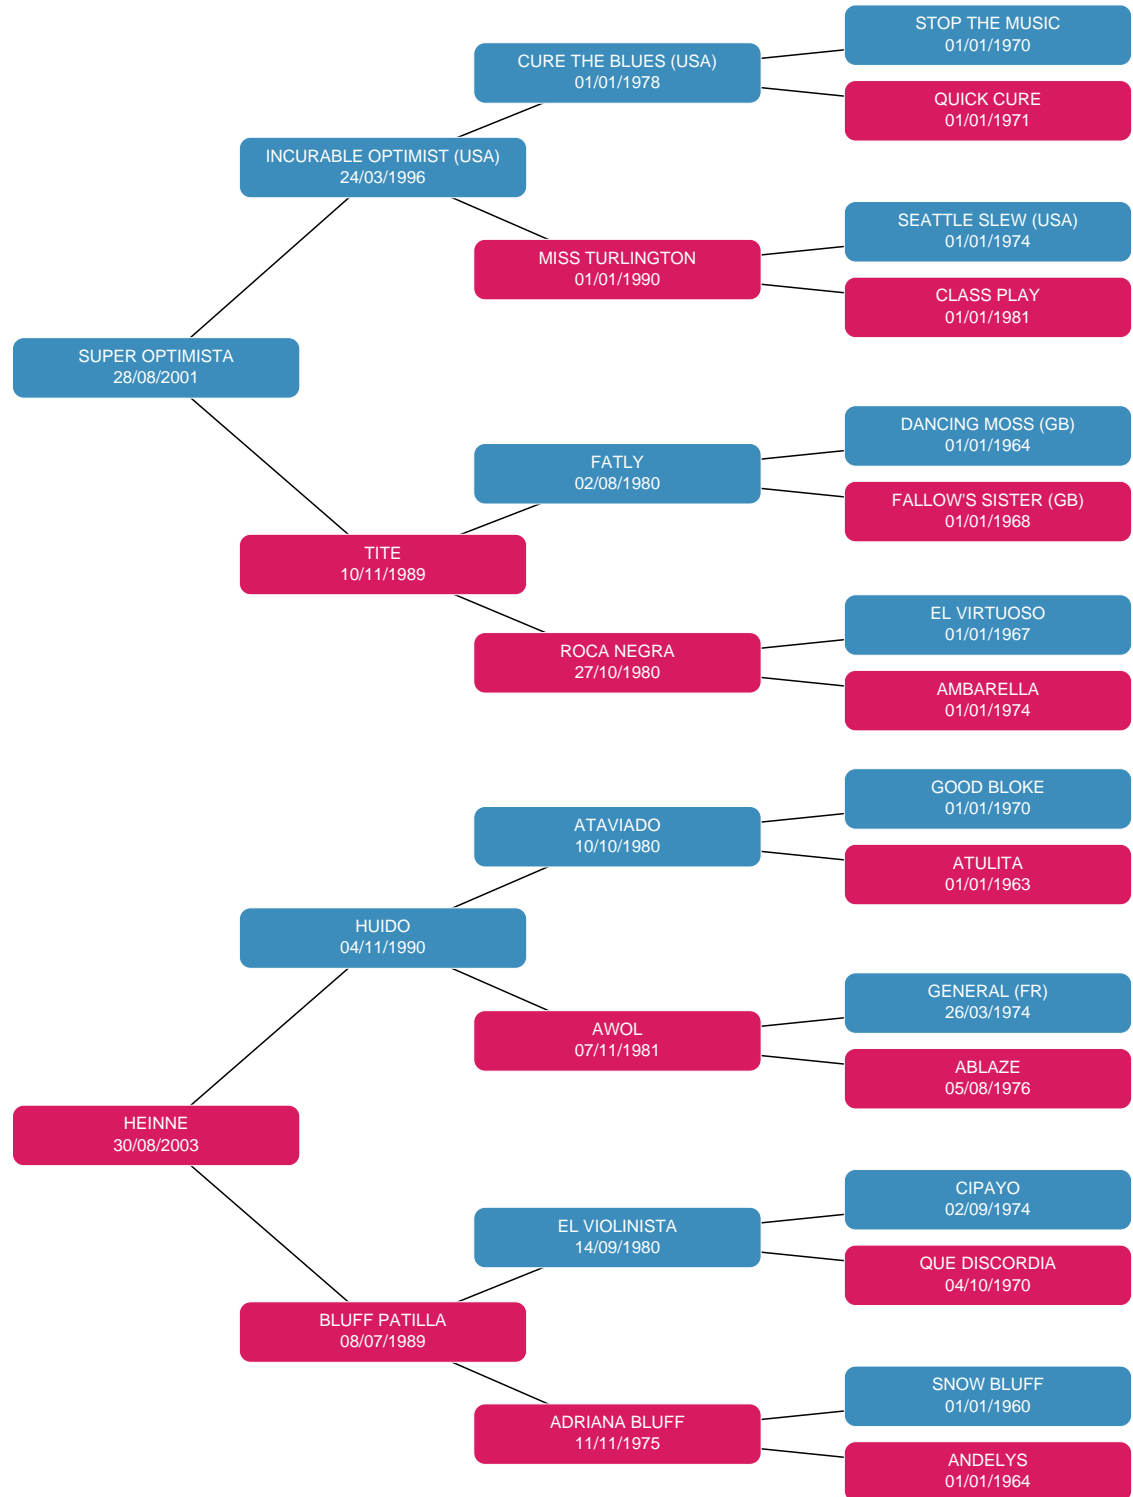 STOP THE MUSIC
01/01/1970
CURE THE BLUES (USA)
01/01/1978
QUICK CURE
01/01/1971
INCURABLE OPTIMIST (USA)
24/03/1996
SEATTLE SLEW (USA)
01/01/1974
MISS TURLINGTON
01/01/1990
CLASS PLAY
01/01/1981
SUPER OPTIMISTA
28/08/2001
DANCING MOSS (GB)
01/01/1964
FATLY
02/08/1980
FALLOW'S SISTER (GB)
01/01/1968
TITE
10/11/1989
EL VIRTUOSO
01/01/1967
ROCA NEGRA
27/10/1980
AMBARELLA
01/01/1974
GOOD BLOKE
01/01/1970
ATAVIADO
10/10/1980
ATULITA
01/01/1963
HUIDO
04/11/1990
GENERAL (FR)
26/03/1974
AWOL
07/11/1981
ABLAZE
05/08/1976
HEINNE
30/08/2003
CIPAYO
02/09/1974
EL VIOLINISTA
14/09/1980
QUE DISCORDIA
04/10/1970
BLUFF PATILLA
08/07/1989
SNOW BLUFF
01/01/1960
ADRIANA BLUFF
11/11/1975
ANDELYS
01/01/1964